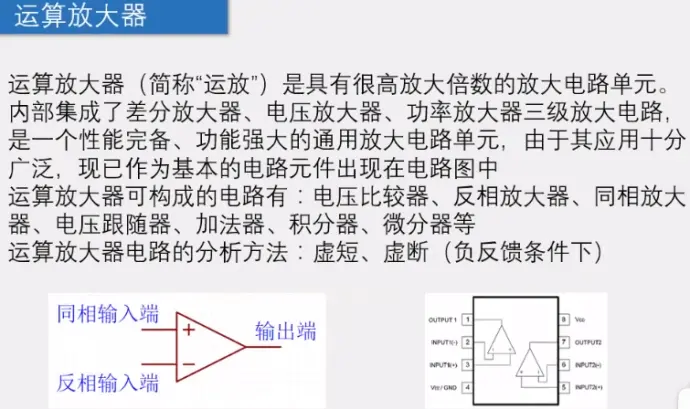 运算放大器
运算放大器（简称“运放”）是具有很高放大倍数的放大电路单元。
内部集成了差分放大器、电压放大器、功率放大器三级放大电路，
是一个性能完备、功能强大的通用放大电路单元，由于其应用十分
广泛，现已作为基本的电路元件出现在电路图中
运算放大器可构成的电路有：电压比较器、反相放大器、同相放大
器、电压跟随器、加法器、积分器、微分器等
运算放大器电路的分析方法：虚短、虚断（负反馈条件下）
同相输入端
+
输出端
−
反相输入端
OUTPUT 1 1
8
INPUT1(-) 2
7 OUTPUT2
INPUT1(+) 3
6 INPUT2(-)
/ GND 4
5 INPUT2(+)